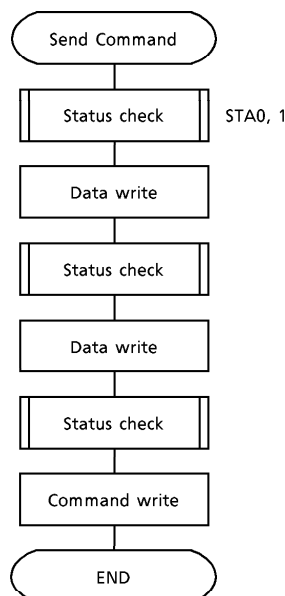 Send Command
Status check STA0, 1
Data write
Status check
Data write
Status check
Command write
END